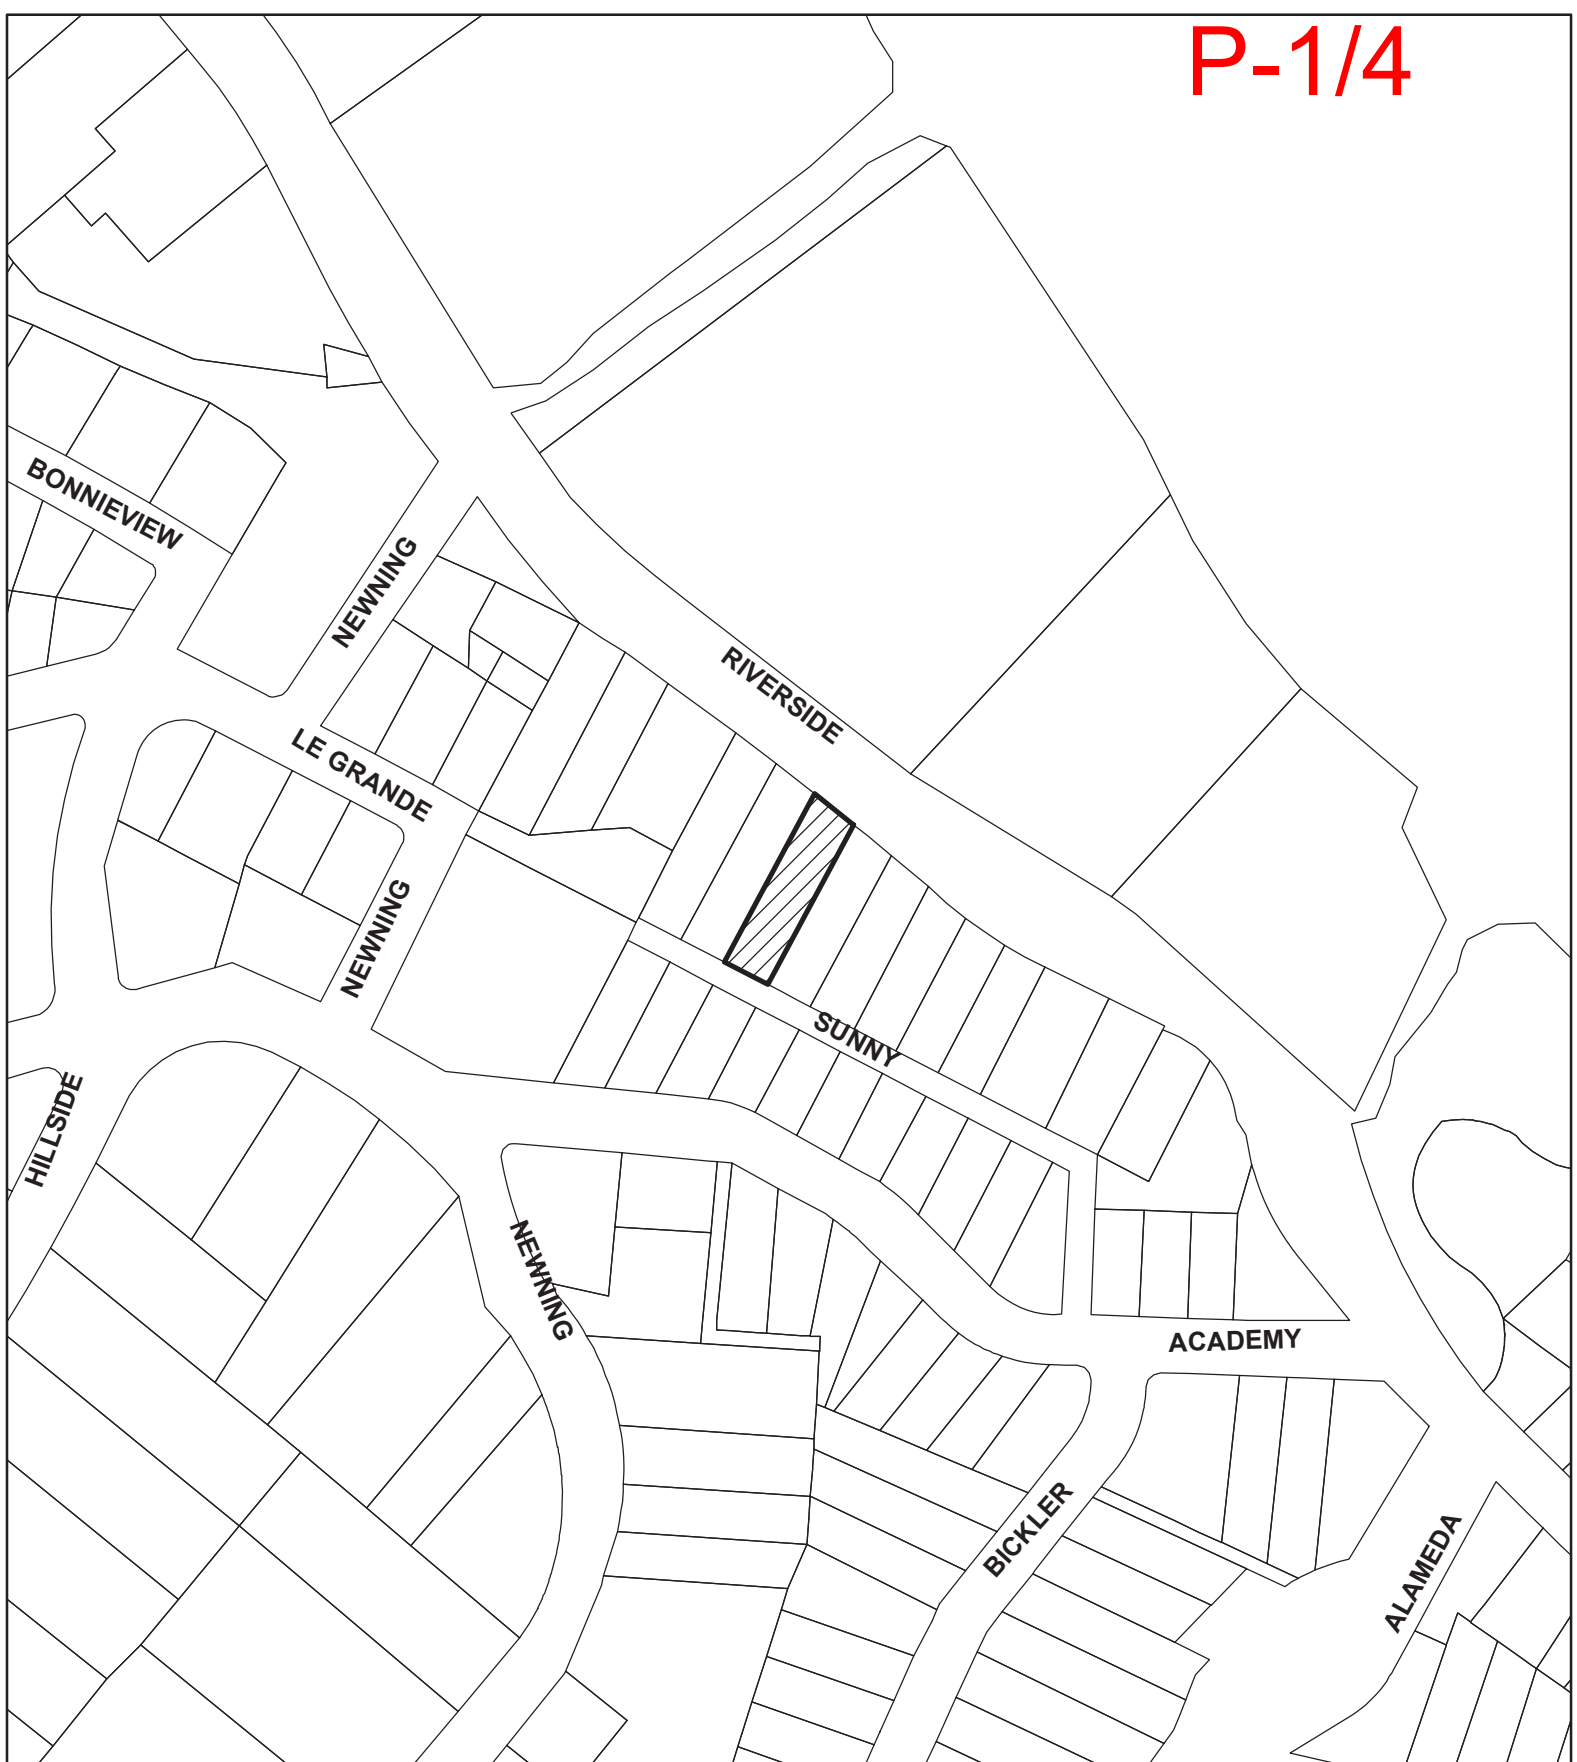 P-1/4
BONNIEVIEW
NEWNING
RIVERSIDE
LE GRANDE
NEWNING
SUNNY
HILLSIDE
NEWNING
ACADEMY
BICKLER
ALAMEDA